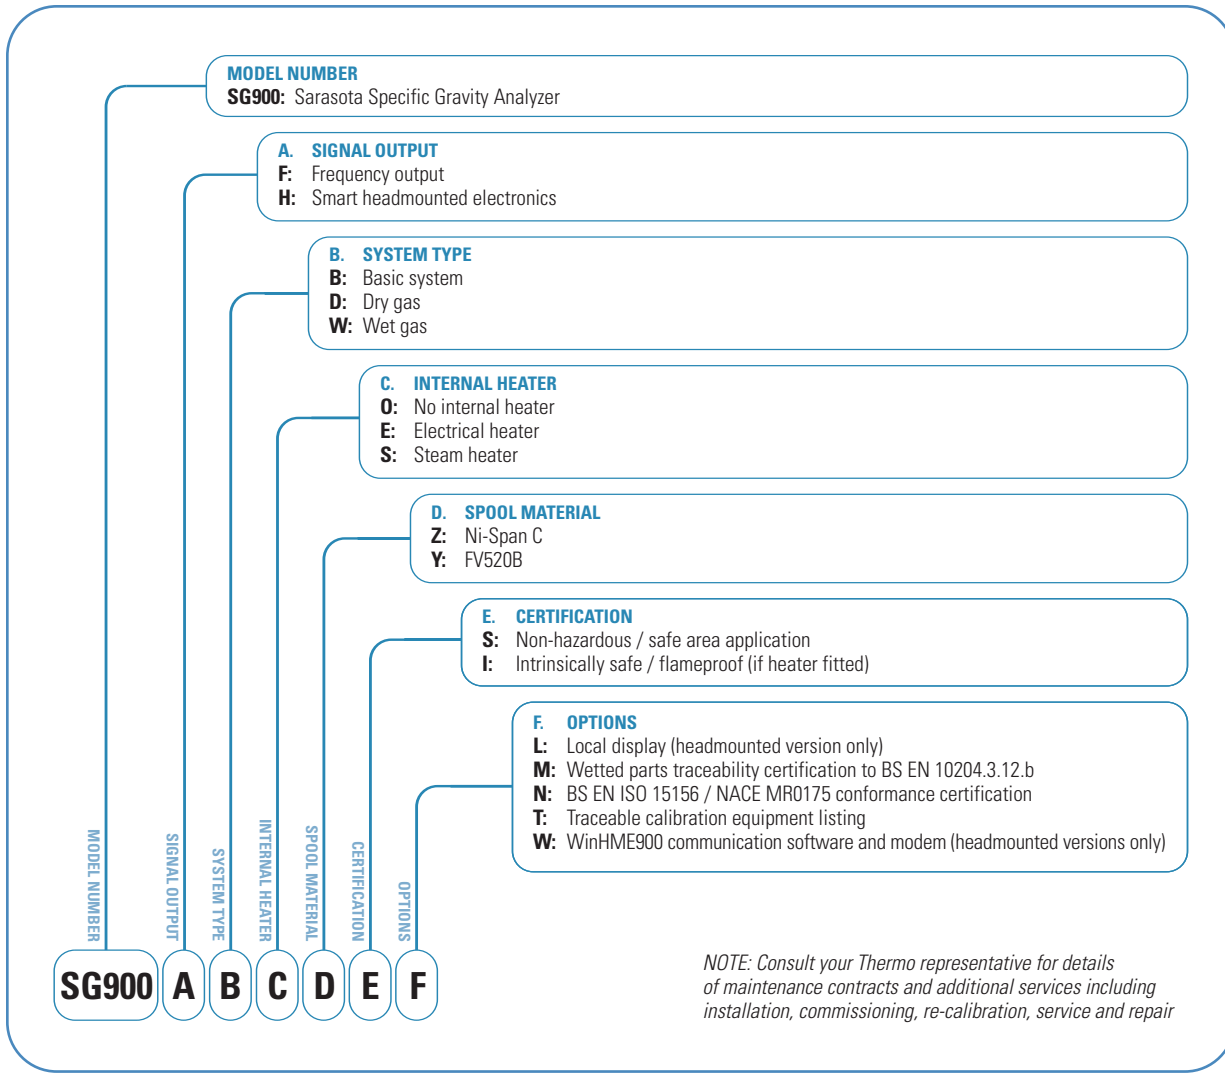 MODEL NUMBER
SG900: Sarasota Specific Gravity Analyzer
A. SIGNAL OUTPUT
F: Frequency output
H: Smart headmounted electronics
B. SYSTEM TYPE
B: Basic system
D: Dry gas
W: Wet gas
C. INTERNAL HEATER
O: No internal heater
E: Electrical heater
S: Steam heater
D. SPOOL MATERIAL
Z: Ni-Span C
Y: FV520B
E. CERTIFICATION
S: Non-hazardous / safe area application
I: Intrinsically safe / flameproof (if heater fitted)
F. OPTIONS
L: Local display (headmounted version only)
M: Wetted parts traceability certification to BS EN 10204.3.12.b
N: BS EN ISO 15156 / NACE MR0175 conformance certification
T: Traceable calibration equipment listing
W: WinHME900 communication software and modem (headmounted versions only)
MODEL NUMBER
SIGNAL OUTPUT
SYSTEM TYPE
INTERNAL HEATER
SPOOL MATERIAL
CERTIFICATION
OPTIONS
SG900 A B C D E F
NOTE: Consult your Thermo representative for details
of maintenance contracts and additional services including
installation, commissioning, re-calibration, service and repair